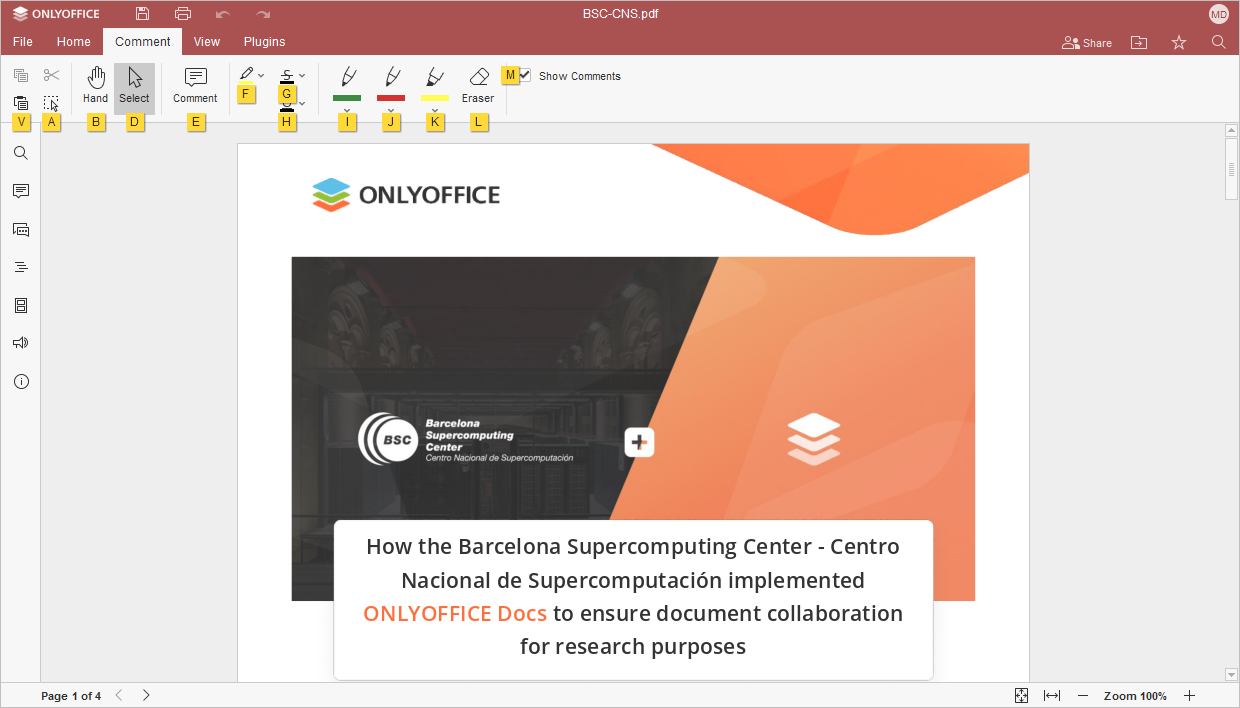 ONLYOFFICE
BSC-CNS.pdf
MD
File Home Comment View Plugins
Share
Hand
Select
Comment
Eraser
Show Comments
V A B D E F G H I J K L M
ONLYOFFICE
BSC
Barcelona
Supercomputing
Center
Centro Nacional de Supercomputación
How the Barcelona Supercomputing Center - Centro
Nacional de Supercomputación implemented
ONLYOFFICE Docs to ensure document collaboration
for research purposes
Page 1 of 4
Zoom 100%